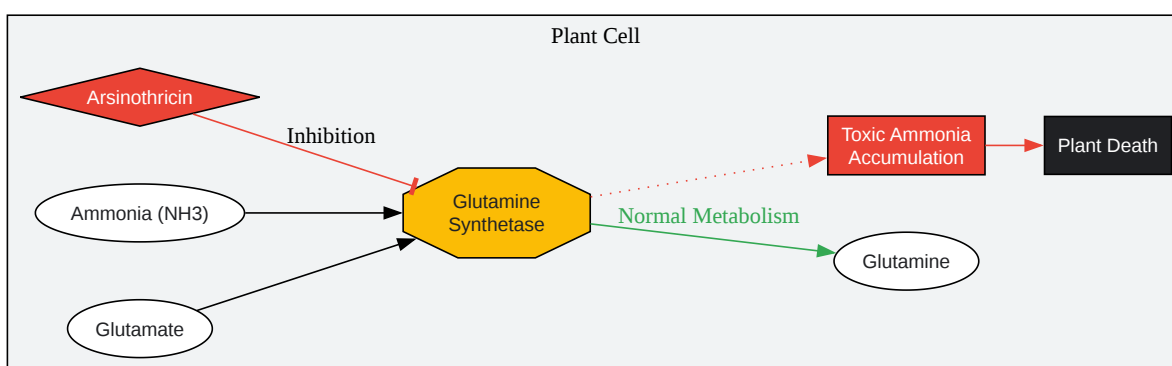 Plant Cell
Arsinothricin
Inhibition
Toxic Ammonia
Accumulation
Plant Death
Ammonia (NH3)
Glutamine
Synthetase
Normal Metabolism
Glutamine
Glutamate